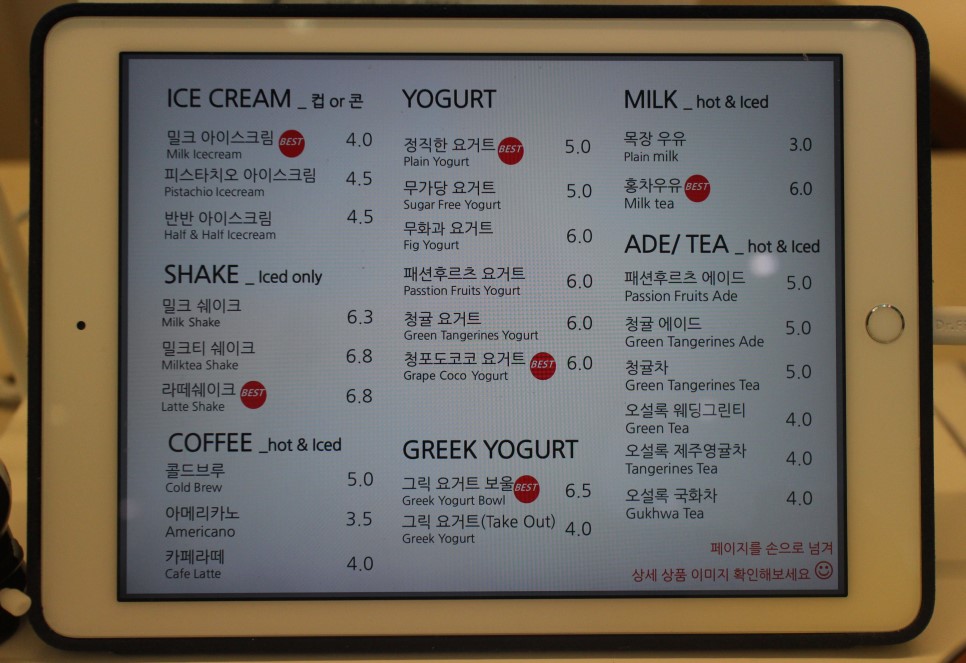 ICE CREAM _ 컵 or 콘
밀크 아이스크림 BEST 4.0
Milk Icecream
피스타치오 아이스크림 4.5
Pistachio Icecream
반반 아이스크림 4.5
Half & Half Icecream
SHAKE _ Iced only
밀크 쉐이크 6.3
Milk Shake
밀크티 쉐이크 6.8
Milktea Shake
라떼쉐이크 BEST 6.8
Latte Shake
COFFEE _hot & Iced
콜드브루 5.0
Cold Brew
아메리카노 3.5
Americano
카페라떼 4.0
Cafe Latte
YOGURT
정직한 요거트 BEST 5.0
Plain Yogurt
무가당 요거트 5.0
Sugar Free Yogurt
무화과 요거트 6.0
Fig Yogurt
패션후르츠 요거트 6.0
Passtion Fruits Yogurt
청귤 요거트 6.0
Green Tangerines Yogurt
청포도코코 요거트 BEST 6.0
Grape Coco Yogurt
GREEK YOGURT
그릭 요거트 보울 BEST 6.5
Greek Yogurt Bowl
그릭 요거트(Take Out) 4.0
Greek Yogurt
MILK _ hot & Iced
목장 우유 3.0
Plain milk
홍차우유 BEST 6.0
Milk tea
ADE/ TEA _ hot & Iced
패션후르츠 에이드 5.0
Passion Fruits Ade
청귤 에이드 5.0
Green Tangerines Ade
청귤차 5.0
Green Tangerines Tea
오설록 웨딩그린티 4.0
Green Tea
오설록 제주영귤차 4.0
Tangerines Tea
오설록 국화차 4.0
Gukhwa Tea
페이지를 손으로 넘겨
상세 상품 이미지 확인해보세요